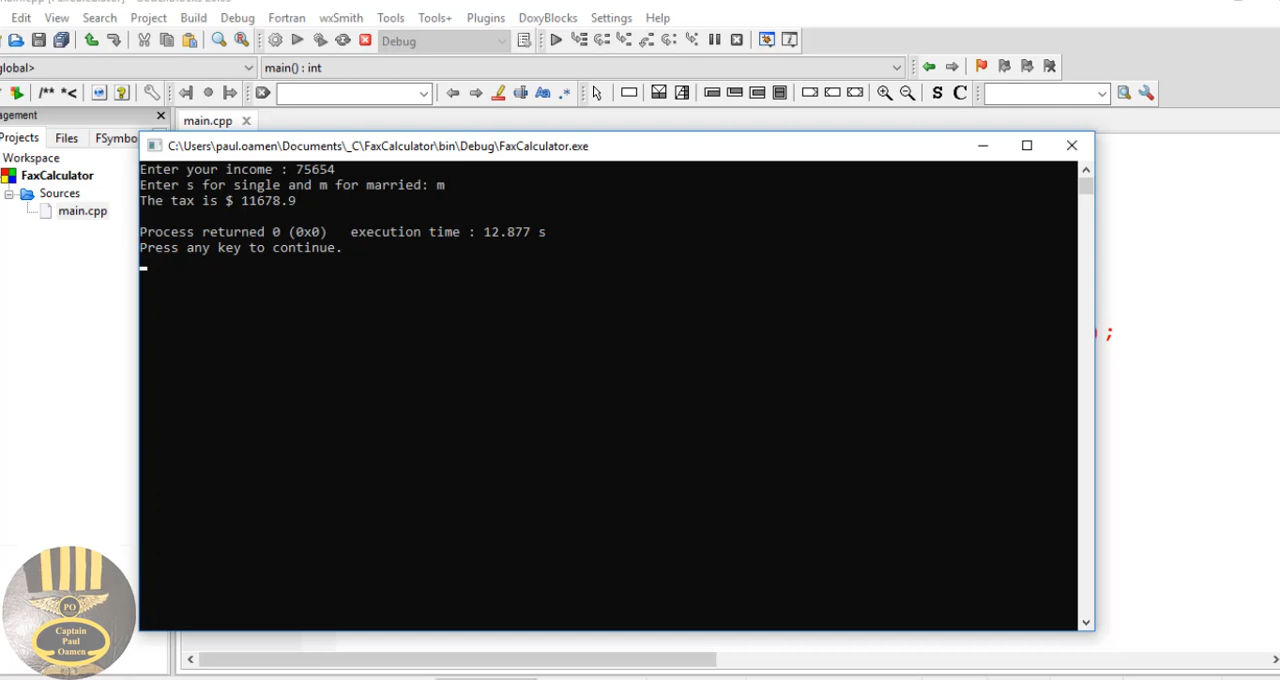 Edit View Search Project Build Debug Fortran wxSmith Tools Tools+ Plugins DoxyBlocks Settings Help
Debug
global> main() : int
/** *<
S C
agement
main.cpp
Projects Files FSymbo
Workspace
FaxCalculator
Sources
main.cpp
C:\Users\paul.oamen\Documents\_C\FaxCalculator\bin\Debug\FaxCalculator.exe
Enter your income : 75654
Enter s for single and m for married: m
The tax is $ 11678.9
Process returned 0 (0x0) execution time : 12.877 s
Press any key to continue.
) ;
PO
Captain
Paul
Oamen